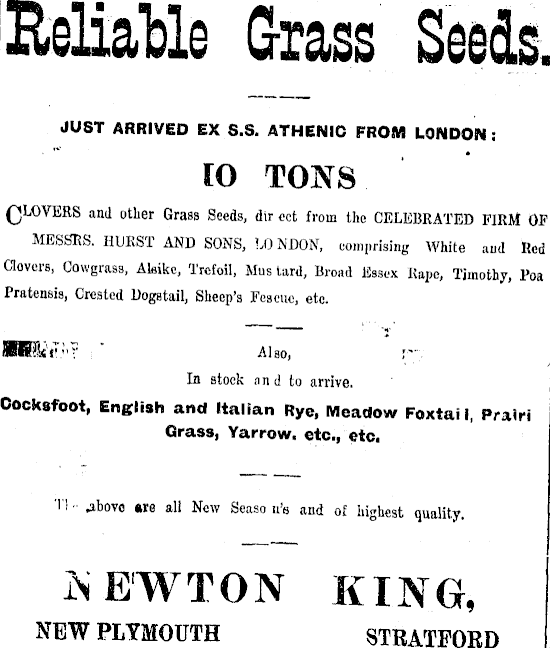 Reliable Grass Seeds.
JUST ARRIVED EX S.S. ATHENIC FROM LONDON:
10 TONS
CLOVERS and other Grass Seeds, direct from the CELEBRATED FIRM OF
MESSRS. HURST AND SONS, LONDON, comprising White and Red
Clovers, Cowgrass, Alsike, Trefoil, Mustard, Broad Essex Rape, Timothy, Poa
Pratensis, Crested Dogstail, Sheep's Fescue, etc.
Also,
In stock and to arrive.
Cocksfoot, English and Italian Rye, Meadow Foxtail, Prairi
Grass, Yarrow. etc., etc.
The above are all New Season's and of highest quality.
NEWTON KING,
NEW PLYMOUTH STRATFORD